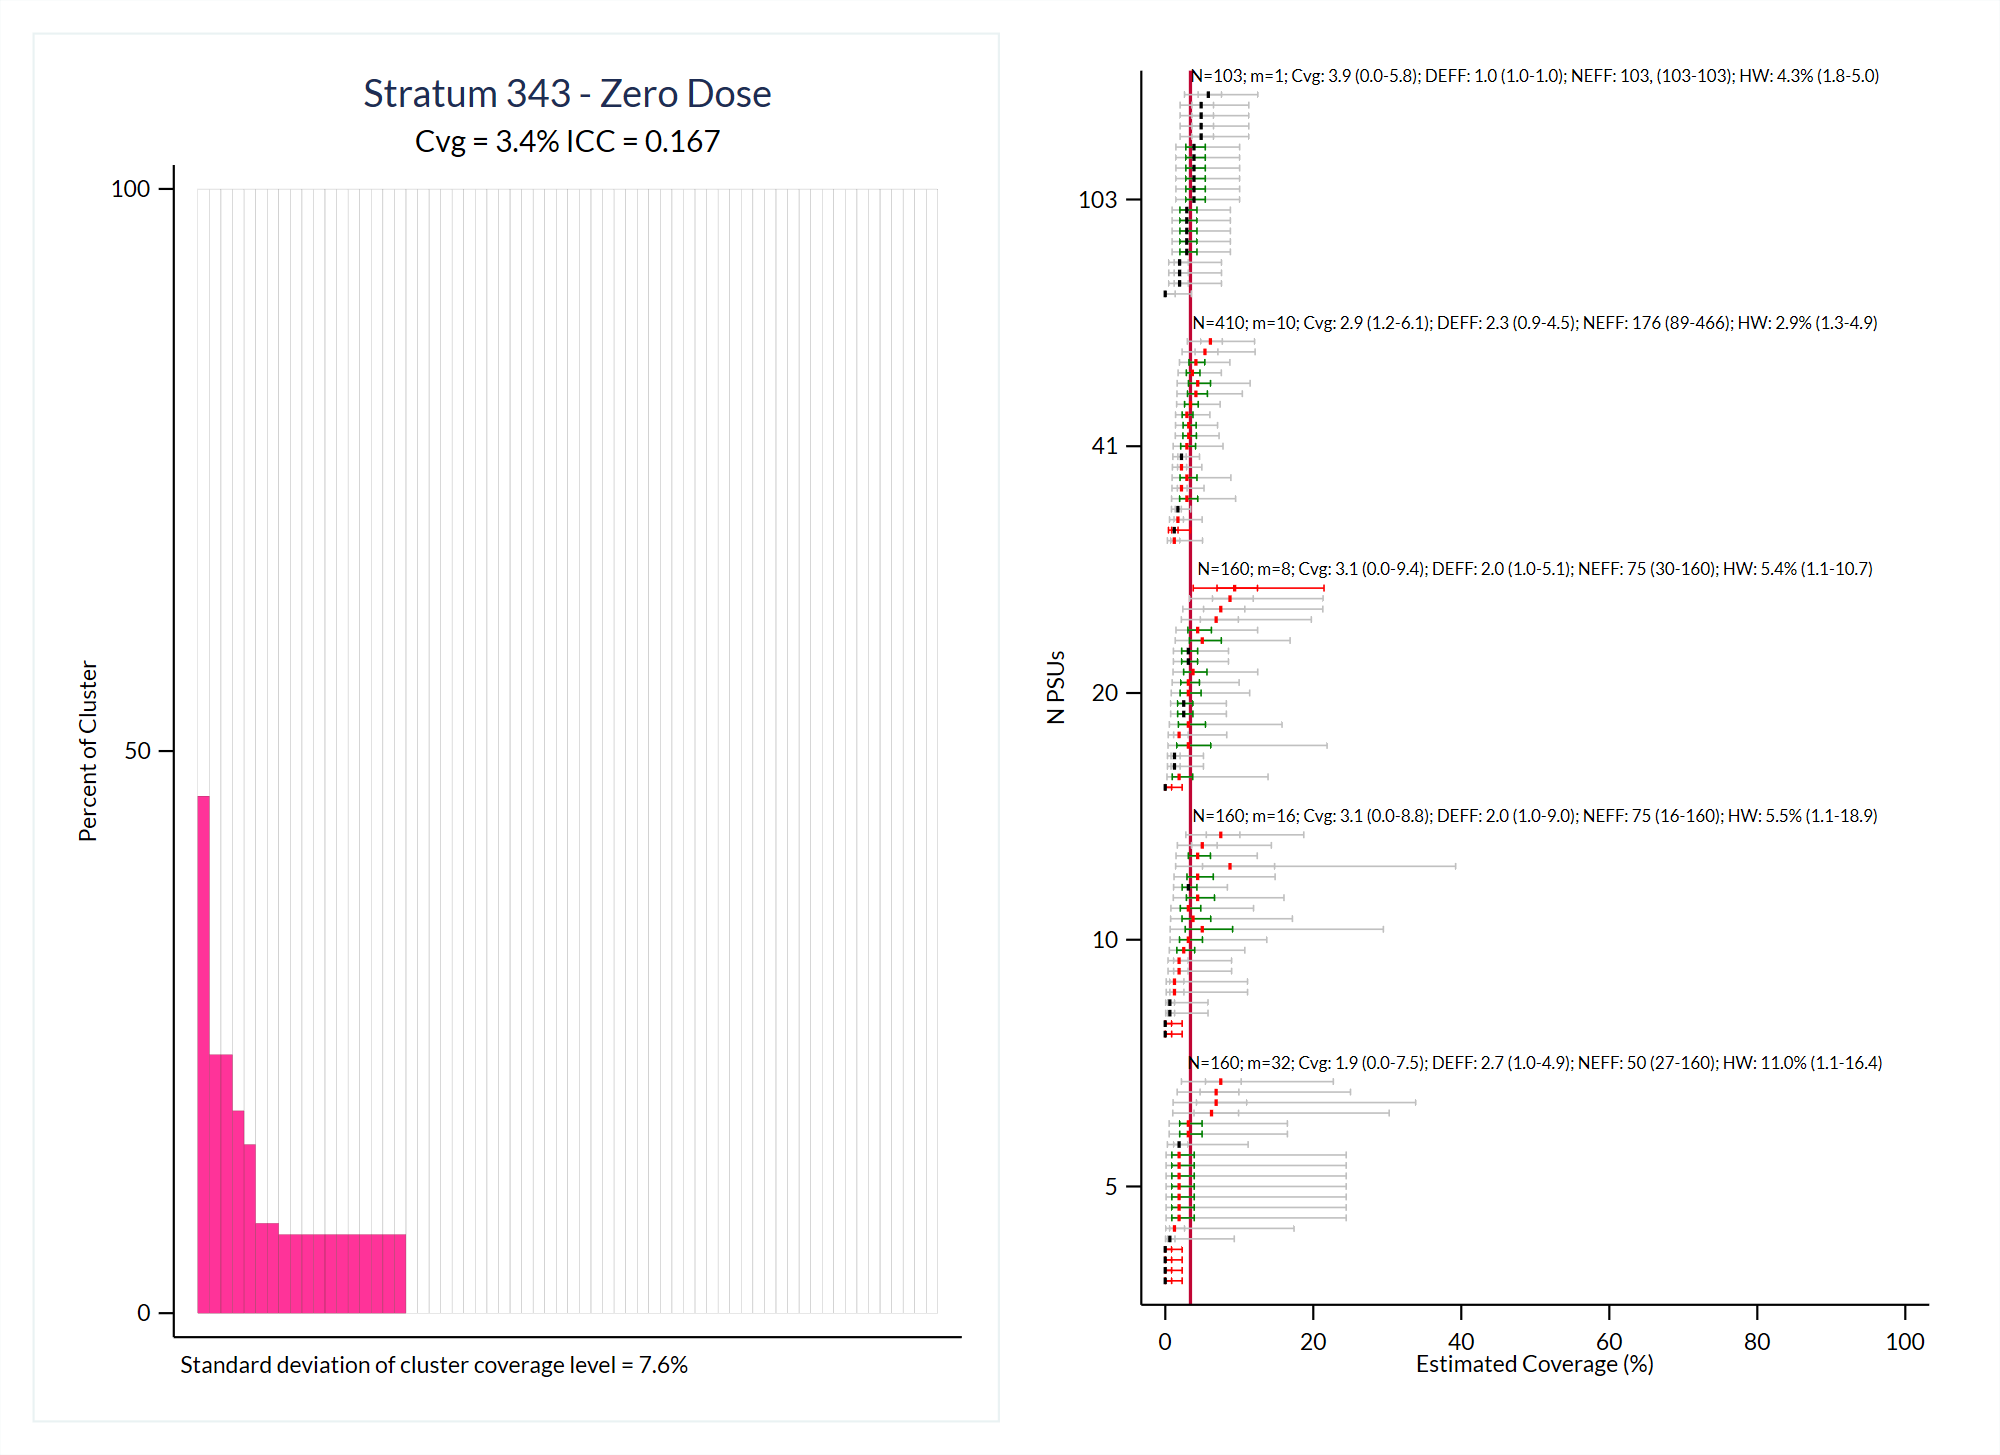 Stratum 343 - Zero Dose
Cvg = 3.4% ICC = 0.167
100
50
0
Percent of Cluster
Standard deviation of cluster coverage level = 7.6%
N=103; m=1; Cvg: 3.9 (0.0-5.8); DEFF: 1.0 (1.0-1.0); NEFF: 103, (103-103); HW: 4.3% (1.8-5.0)
103
N=410; m=10; Cvg: 2.9 (1.2-6.1); DEFF: 2.3 (0.9-4.5); NEFF: 176 (89-466); HW: 2.9% (1.3-4.9)
41
N=160; m=8; Cvg: 3.1 (0.0-9.4); DEFF: 2.0 (1.0-5.1); NEFF: 75 (30-160); HW: 5.4% (1.1-10.7)
20
N PSUs
N=160; m=16; Cvg: 3.1 (0.0-8.8); DEFF: 2.0 (1.0-9.0); NEFF: 75 (16-160); HW: 5.5% (1.1-18.9)
10
N=160; m=32; Cvg: 1.9 (0.0-7.5); DEFF: 2.7 (1.0-4.9); NEFF: 50 (27-160); HW: 11.0% (1.1-16.4)
5
0 20 40 60 80 100
Estimated Coverage (%)